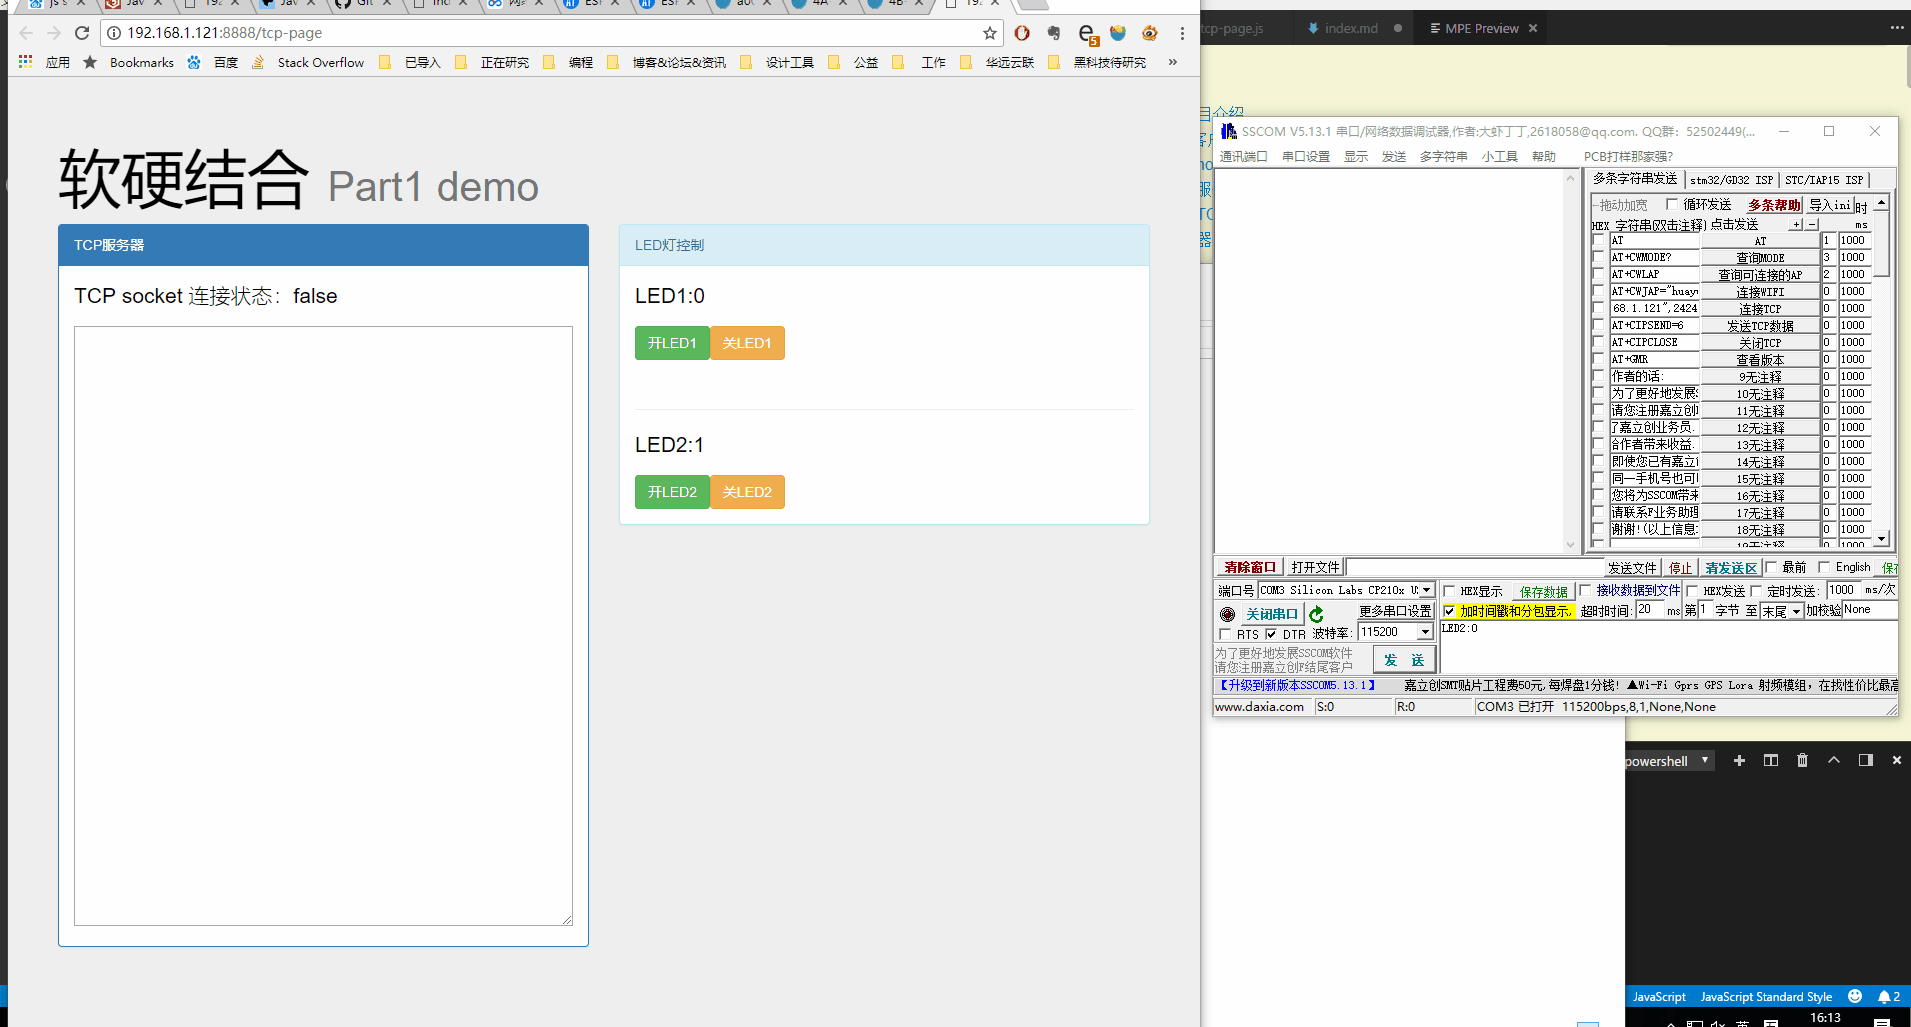 192.168.1.121:8888/tcp-page
应用 Bookmarks 百度 Stack Overflow 已导入 正在研究 编程 博客&论坛&资讯 设计工具 公益 工作 华远云联 黑科技待研究 »
软硬结合 Part1 demo
TCP服务器
TCP socket 连接状态：false
LED灯控制
LED1:0
开LED1 关LED1
LED2:1
开LED2 关LED2
tcp-page.js index.md MPE Preview
SSCOM V5.13.1 串口/网络数据调试器,作者:大虾丁丁,2618058@qq.com. QQ群: 52502449(...
通讯端口 串口设置 显示 发送 多字符串 小工具 帮助 PCB打样那家强?
多条字符串发送 stm32/GD32 ISP STC/IAP15 ISP
拖动加宽 循环发送 多条帮助 导入ini 时
HEX 字符串(双击注释) 点击发送 + - ms
AT AT 1 1000
AT+CWMODE? 查询MODE 3 1000
AT+CWLAP 查询可连接的AP 2 1000
AT+CWJAP="huay 连接WIFI 0 1000
68.1.121",2424 连接TCP 0 1000
AT+CIPSEND=6 发送TCP数据 0 1000
AT+CIPCLOSE 关闭TCP 0 1000
AT+GMR 查看版本 0 1000
作者的话: 9无注释 0 1000
为了更好地发展 10无注释 0 1000
请您注册嘉立创 11无注释 0 1000
了嘉立创业务员. 12无注释 0 1000
合作者带来收益. 13无注释 0 1000
即使您已有嘉立 14无注释 0 1000
同一手机号也可 15无注释 0 1000
您将为SSCOM带来 16无注释 0 1000
请联系F业务助理 17无注释 0 1000
谢谢!(以上信息 18无注释 0 1000
清除窗口 打开文件 发送文件 停止 清发送区 最前 English
端口号 COM3 Silicon Labs CP210x HEX显示 保存数据 接收数据到文件 HEX发送 定时发送: 1000 ms/次
关闭串口 更多串口设置 加时间戳和分包显示, 超时时间: 20 ms 第 1 字节 至 末尾 加校验 None
RTS DTR 波特率: 115200
LED2:0
为了更好地发展SSCOM软件
请您注册嘉立创F结尾客户
发 送
【升级到新版本SSCOM5.13.1】 嘉立创SMT贴片工程费50元,每焊盘1分钱! ▲Wi-Fi Gprs GPS Lora 射频模组，在找性价比最高
www.daxia.com S:0 R:0 COM3 已打开 115200bps,8,1,None,None
powershell
JavaScript JavaScript Standard Style 2
16:13